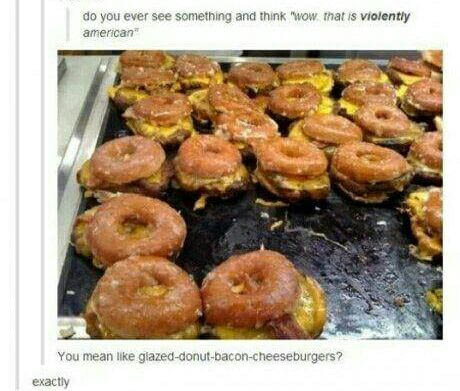 do you ever see something and think "wow. that is violently
american"
You mean like glazed-donut-bacon-cheeseburgers?
exactly